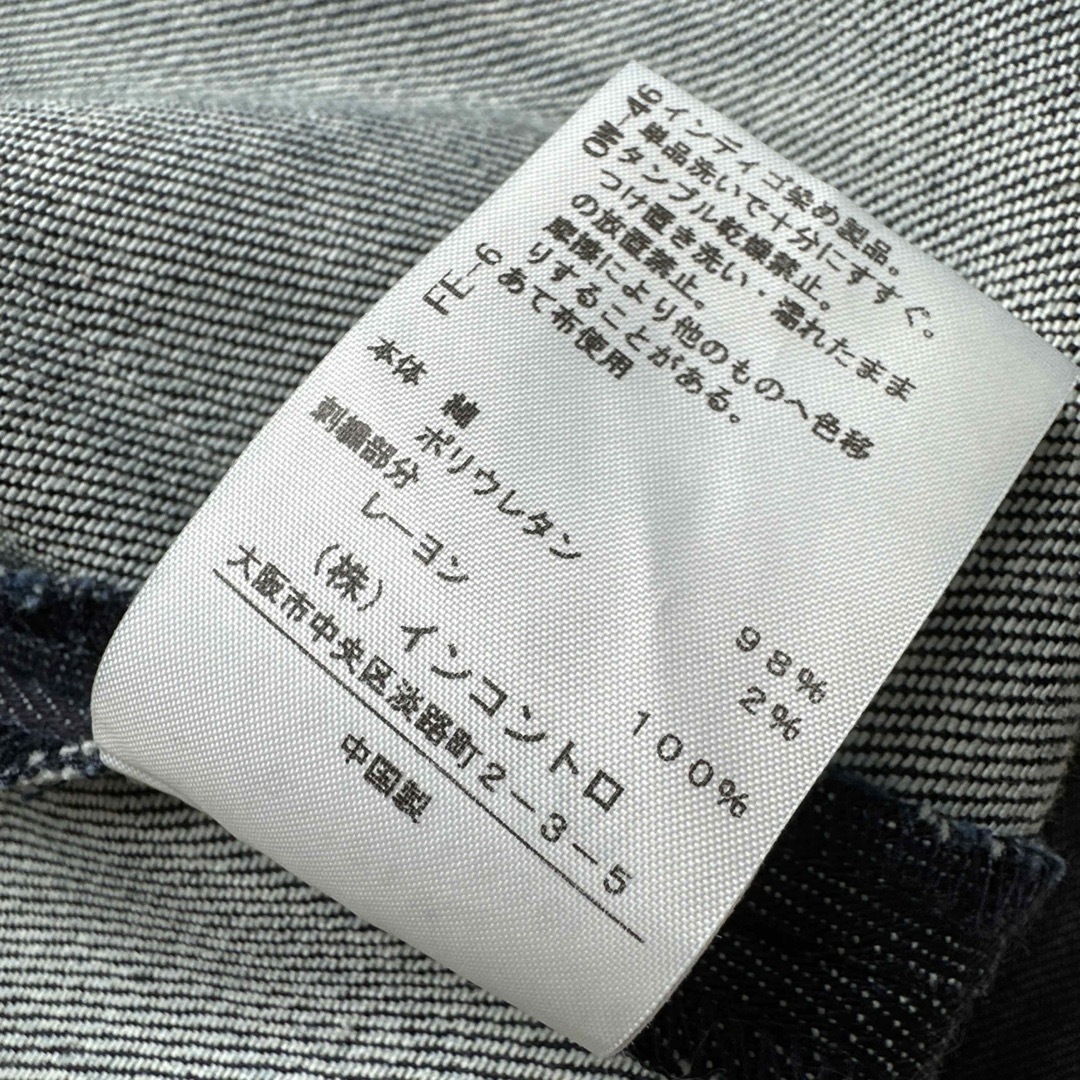 6インディゴ染め製品。
-4単品洗いで十分にすすぐ。
タンブル乾燥禁止。
つけ置き洗い・濡れたまま
の放置禁止。
摩擦により他のものへ色移
りすることがある。
FL-6あて布使用
本体 綿 98%
ポリウレタン 2%
刺繍部分
レーヨン 100%
(株) インコントロ
大阪市中央区淡路町2-3-5
中国製